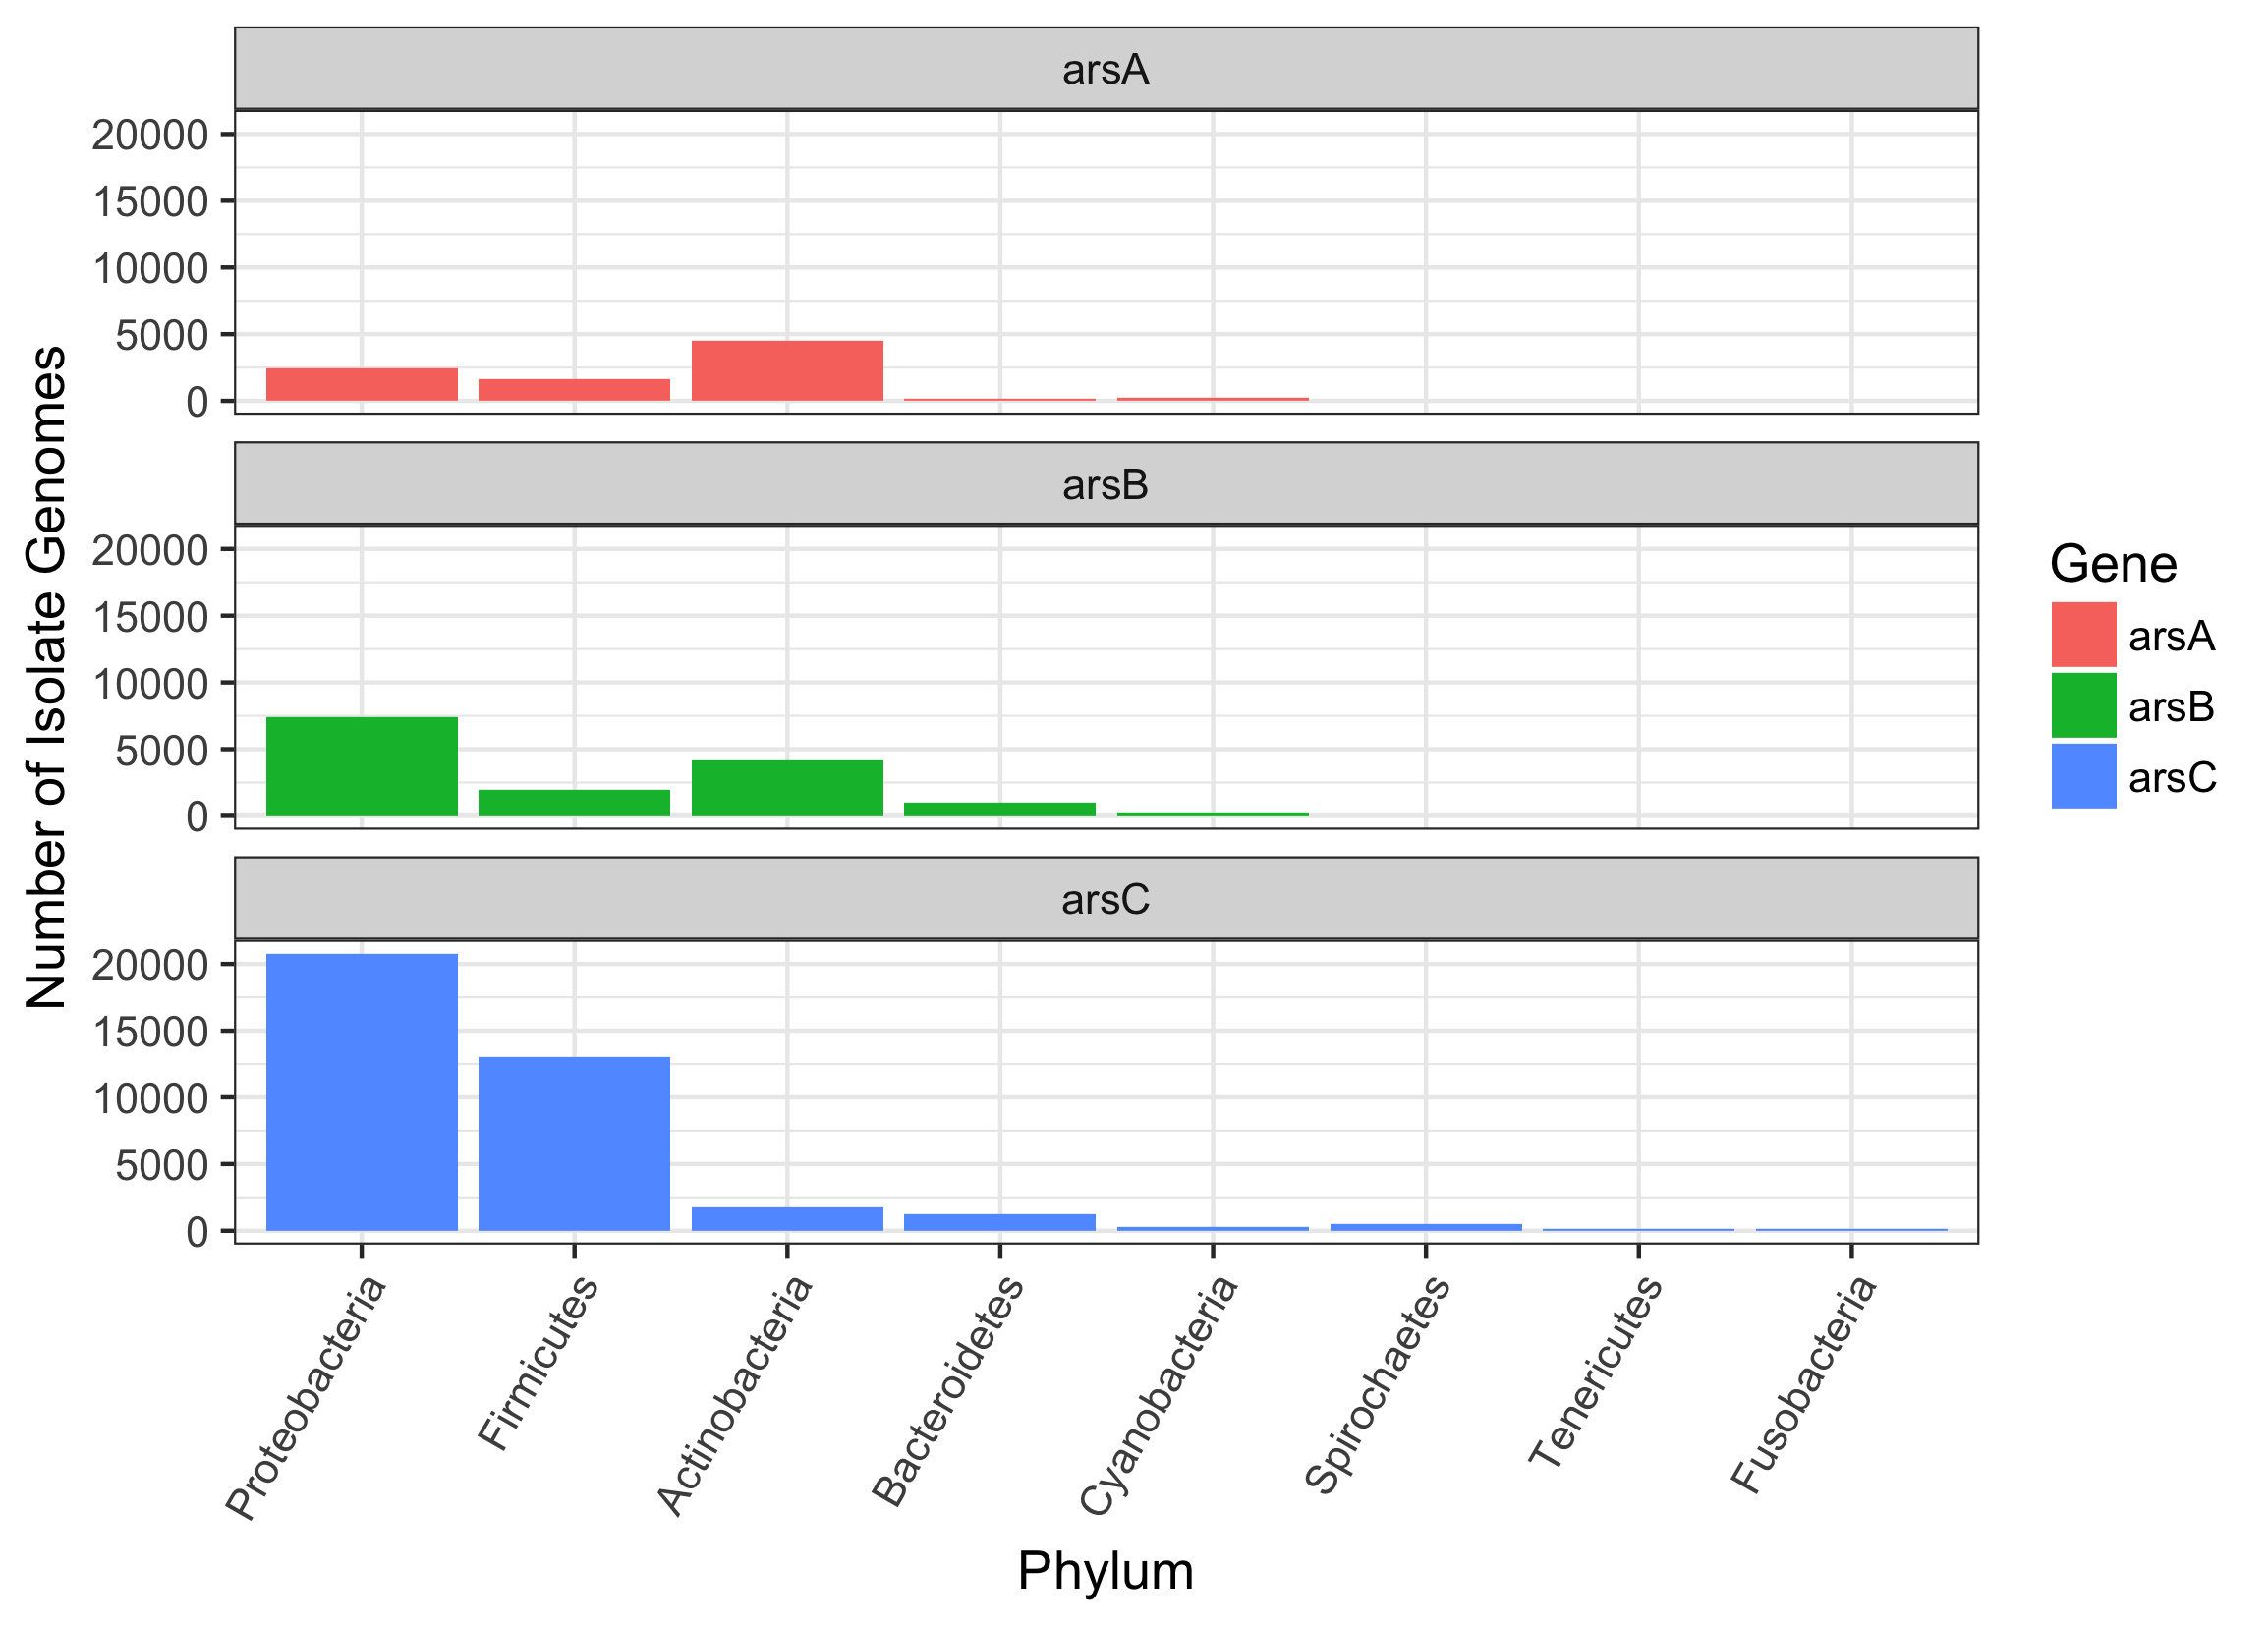 arsA
20000
15000
10000
5000
0
arsB
20000
15000
10000
5000
0
arsC
20000
15000
10000
5000
0
Number of Isolate Genomes
Proteobacteria
Firmicutes
Actinobacteria
Bacteroidetes
Cyanobacteria
Spirochaetes
Tenericutes
Fusobacteria
Phylum
Gene
arsA
arsB
arsC